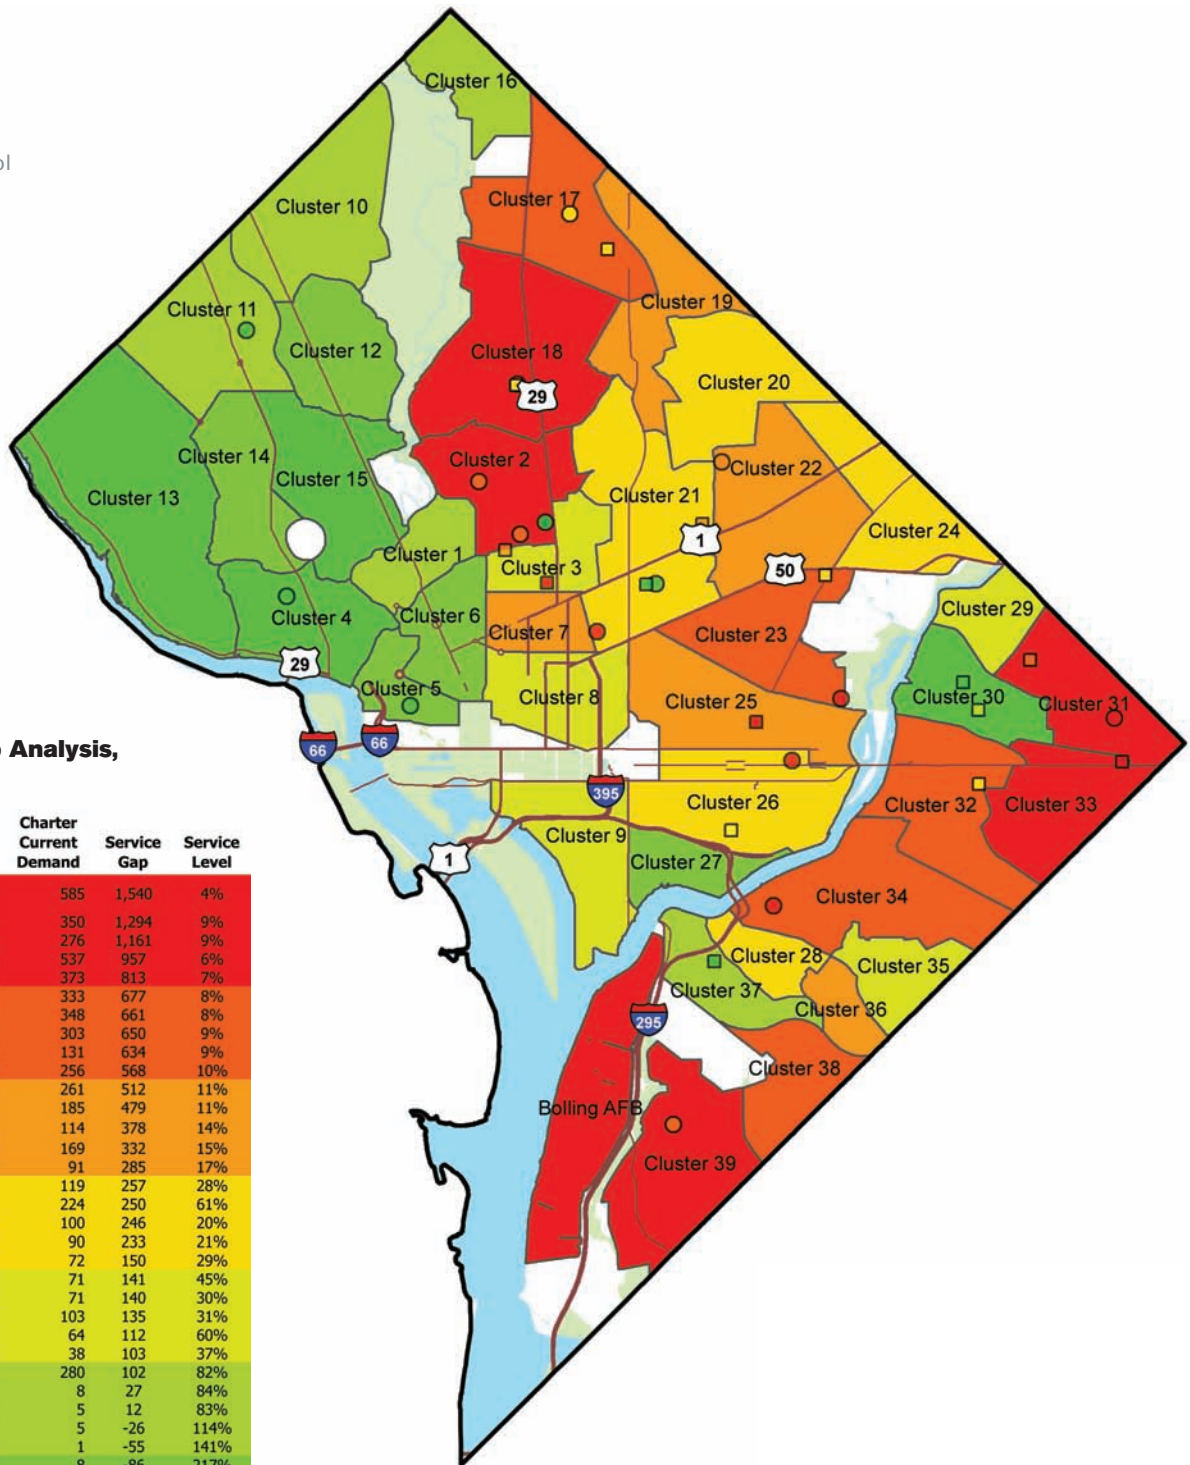 Cluster 16
ol
Cluster 17
Cluster 10
Cluster 19
Cluster 11
Cluster 12
Cluster 18
Cluster 20
29
Cluster 14
Cluster 2
Cluster 22
Cluster 15
Cluster 13
Cluster 21
Cluster 24
1
Cluster 1
Cluster 3
50
Cluster 29
Cluster 4
Cluster 6
Cluster 7
Cluster 23
29
Cluster 5
Cluster 8
Cluster 25
Cluster 30
Cluster 31
66
66
Analysis,
395
Cluster 26
Cluster 32
Cluster 33
Cluster 9
1
Cluster 27
Cluster 34
Cluster 28
Cluster 35
Cluster 37
Cluster 36
295
Cluster 38
Bolling AFB
Cluster 39
Charter Current Demand Service Gap Service Level
585 1,540 4%
350 1,294 9%
276 1,161 9%
537 957 6%
373 813 7%
333 677 8%
348 661 8%
303 650 9%
131 634 9%
256 568 10%
261 512 11%
185 479 11%
114 378 14%
169 332 15%
91 285 17%
119 257 28%
224 250 61%
100 246 20%
90 233 21%
72 150 29%
71 141 45%
71 140 30%
103 135 31%
64 112 60%
38 103 37%
280 102 82%
8 27 84%
5 12 83%
5 -26 114%
1 -55 141%